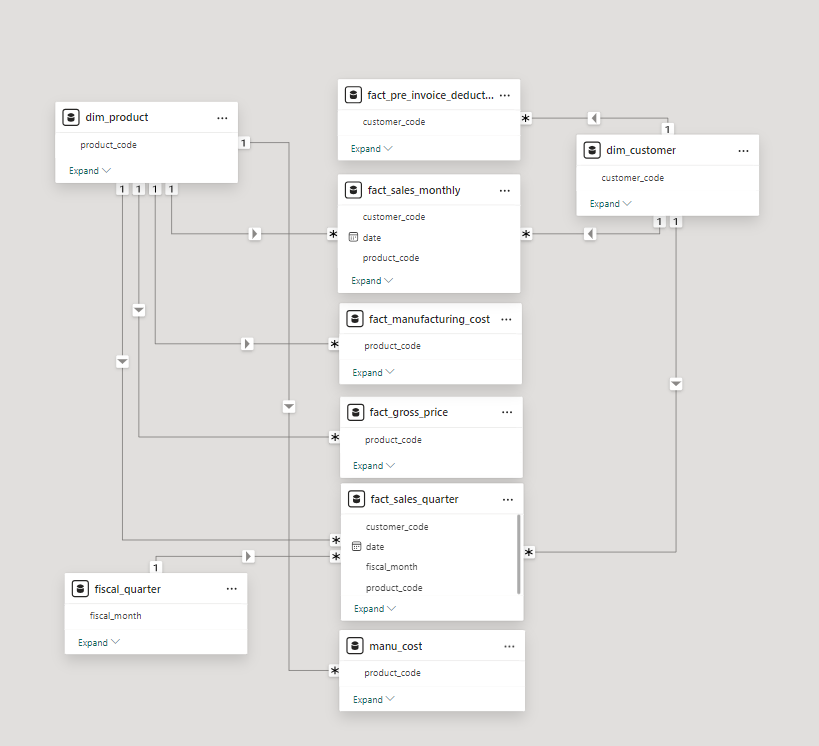 dim_product
product_code
Expand
1
1
1
1
1
fact_pre_invoice_deduct...
customer_code
Expand
*
1
dim_customer
customer_code
Expand
1
1
fact_sales_monthly
customer_code
date
product_code
Expand
*
*
fact_manufacturing_cost
product_code
Expand
*
fact_gross_price
product_code
Expand
*
fact_sales_quarter
customer_code
date
fiscal_month
product_code
Expand
*
*
*
1
fiscal_quarter
fiscal_month
Expand
manu_cost
product_code
Expand
*